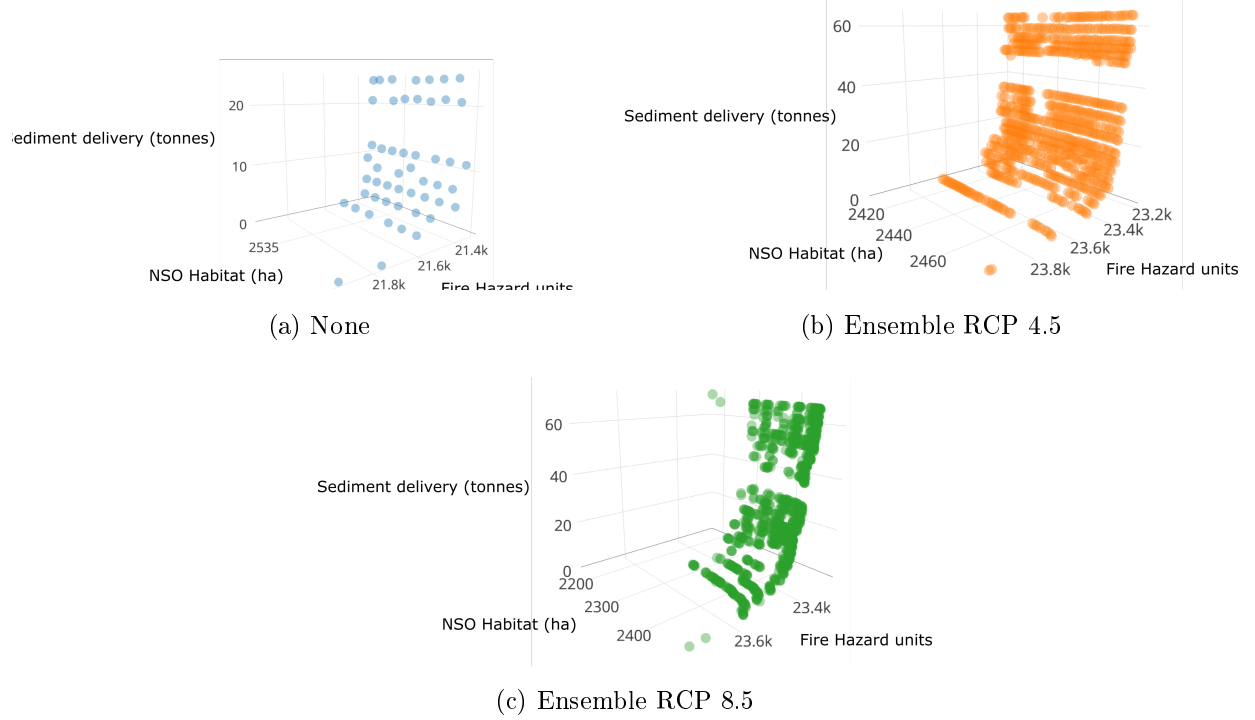 60
40
20
0
Sediment delivery (tonnes)
2420
2440
2460
NSO Habitat (ha)
23.2k
23.4k
23.6k
23.8k
Fire Hazard units
20
10
0
ediment delivery (tonnes)
2535
NSO Habitat (ha)
21.4k
21.6k
21.8k
Fire Hazard units
(a) None
(b) Ensemble RCP 4.5
60
40
20
0
Sediment delivery (tonnes)
2200
2300
2400
NSO Habitat (ha)
23.4k
23.6k
Fire Hazard units
(c) Ensemble RCP 8.5